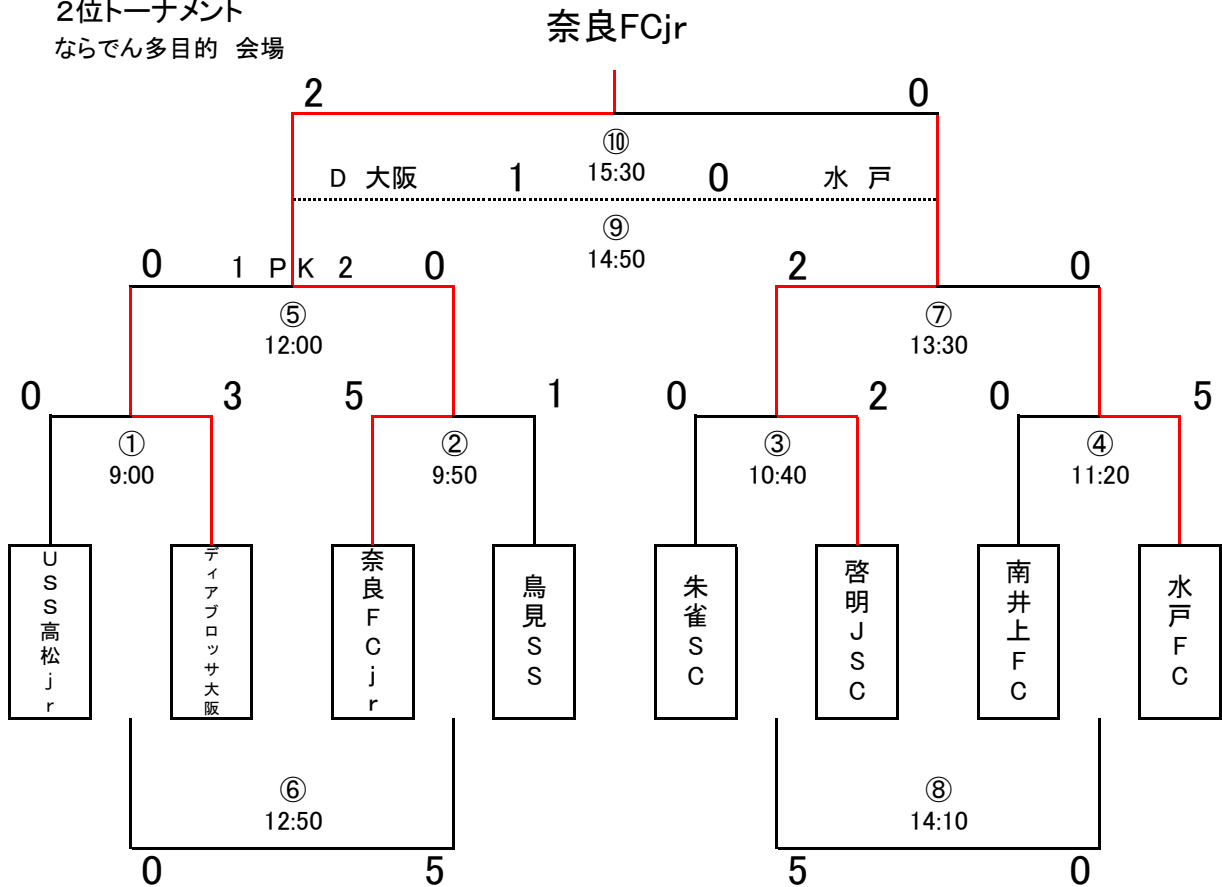 ２位トーナメント
ならでん多目的 会場
奈良FCjr
2 0
⑩
15:30
D 大阪 1 0 水 戸
⑨
14:50
0 1 P K 2 0 2 0
⑤ ⑦
12:00 13:30
0 3 5 1 0 2 0 5
① ② ③ ④
9:00 9:50 10:40 11:20
USS高松jr
ディアブロッサ大阪
奈良FCjr
鳥見SS
朱雀SC
啓明JSC
南井上FC
水戸FC
⑥ ⑧
12:50 14:10
0 5 5 0